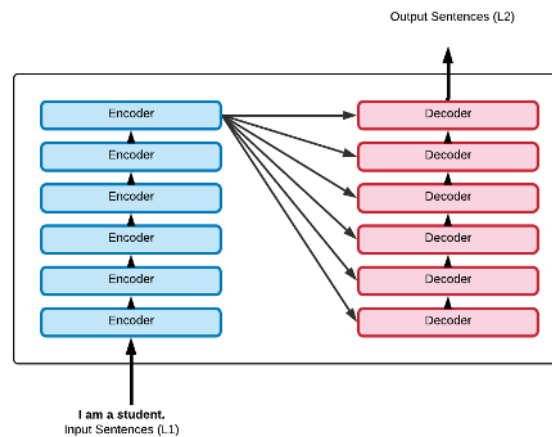 Output Sentences (L2)
Encoder
Decoder
Encoder
Decoder
Encoder
Decoder
Encoder
Decoder
Encoder
Decoder
Encoder
Decoder
I am a student.
Input Sentences (L1)